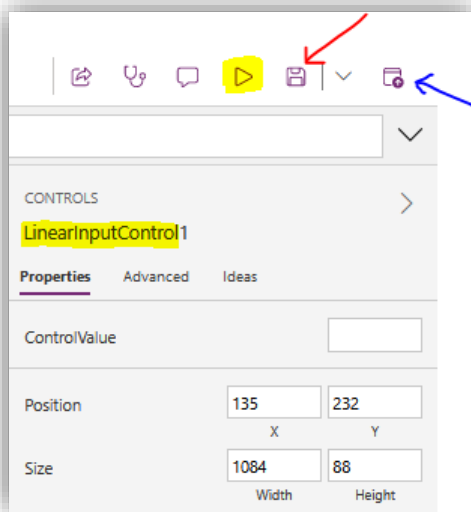 CONTROLS
LinearInputControl1
Properties Advanced Ideas
ControlValue
Position 135 232
X Y
Size 1084 88
Width Height